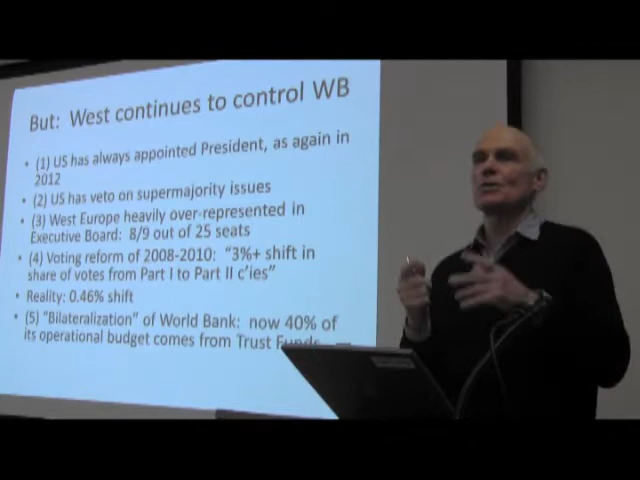 But: West continues to control WB
• (1) US has always appointed President, as again in
2012
• (2) US has veto on supermajority issues
• (3) West Europe heavily over-represented in
Executive Board: 8/9 out of 25 seats
• (4) Voting reform of 2008-2010: “3%+ shift in
share of votes from Part I to Part II c'ies”
• Reality: 0.46% shift
• (5) “Bilateralization” of World Bank: now 40% of
its operational budget comes from Trust Funds